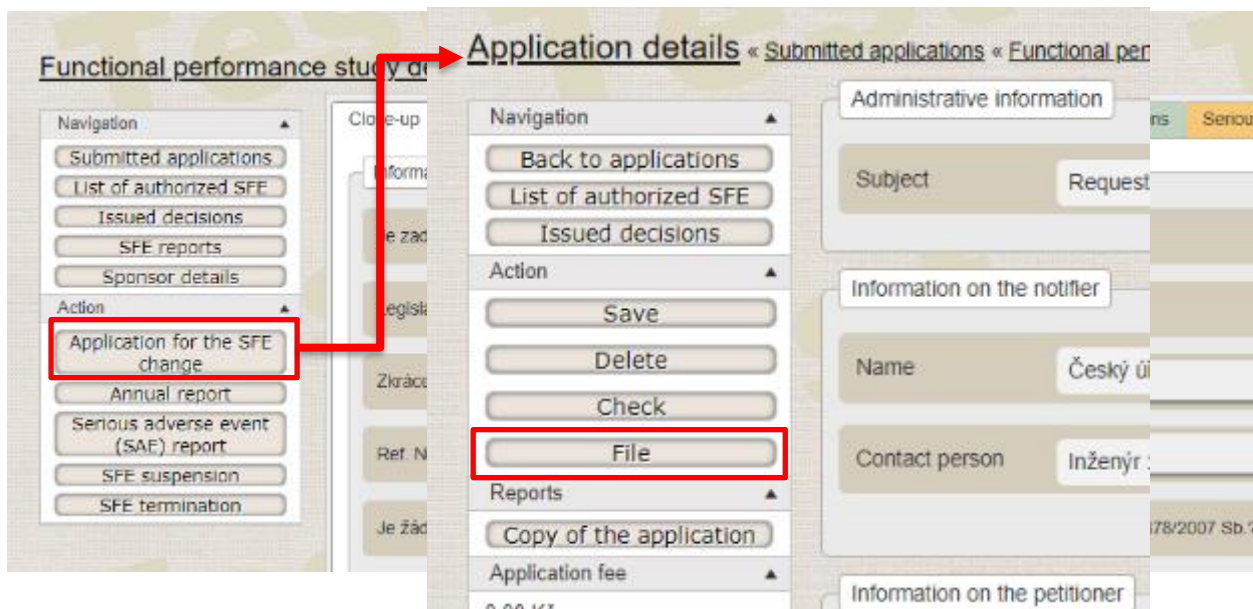 Functional performance study de
Navigation
Submitted applications
List of authorized SFE
Issued decisions
SFE reports
Sponsor details
Action
Application for the SFE
change
Annual report
Serious adverse event
(SAE) report
SFE suspension
SFE termination
Informa
Je zad
Legisla
Zkráce
Ref. N
Je žád
Application details « Submitted applications « Functional per
Navigation
Back to applications
List of authorized SFE
Issued decisions
Action
Save
Delete
Check
File
Reports
Copy of the application
Application fee
Administrative information
Subject
Request
Information on the notifier
Name
Český ú
Contact person
Inženýr
Information on the petitioner
ns
Seriou
378/2007 Sb.?